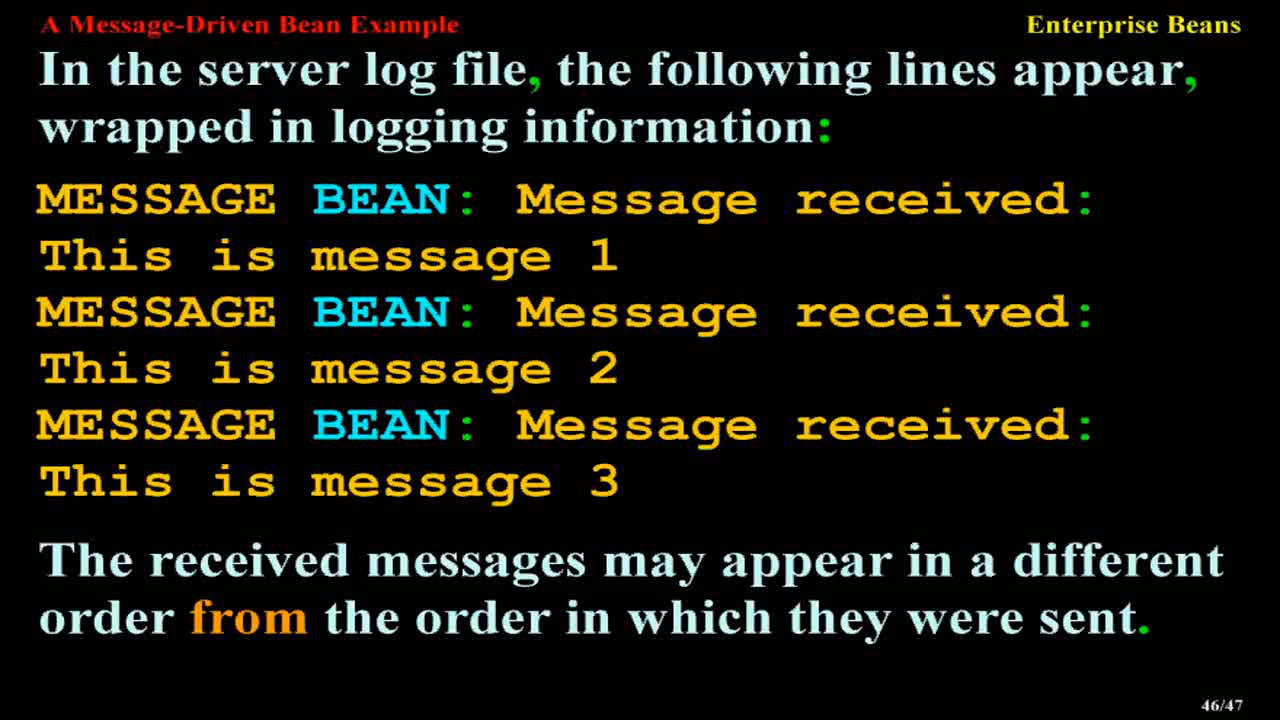 A Message-Driven Bean Example
Enterprise Beans
In the server log file, the following lines appear,
wrapped in logging information:
MESSAGE BEAN: Message received:
This is message 1
MESSAGE BEAN: Message received:
This is message 2
MESSAGE BEAN: Message received:
This is message 3
The received messages may appear in a different
order from the order in which they were sent.
46/47